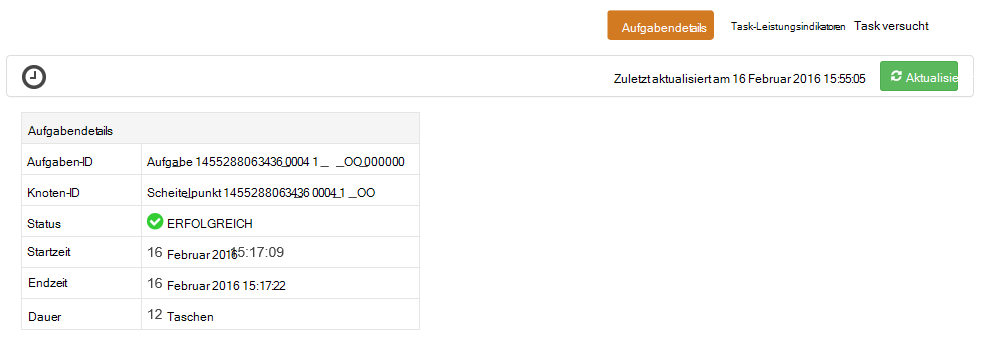 Aufgabendetails Task-Leistungsindikatoren Task versucht
Zuletzt aktualisiert am 16 Februar 2016 15:55:05 Aktualisie
Aufgabendetails
Aufgaben-ID Aufgabe 1455288063436_0004 1 _ _OO_000000
Knoten-ID Scheitelpunkt 1455288063436 0004_1 _OO
Status ERFOLGREICH
Startzeit 16 Februar 2016 15:17:09
Endzeit 16 Februar 2016 15:17:22
Dauer 12 Taschen